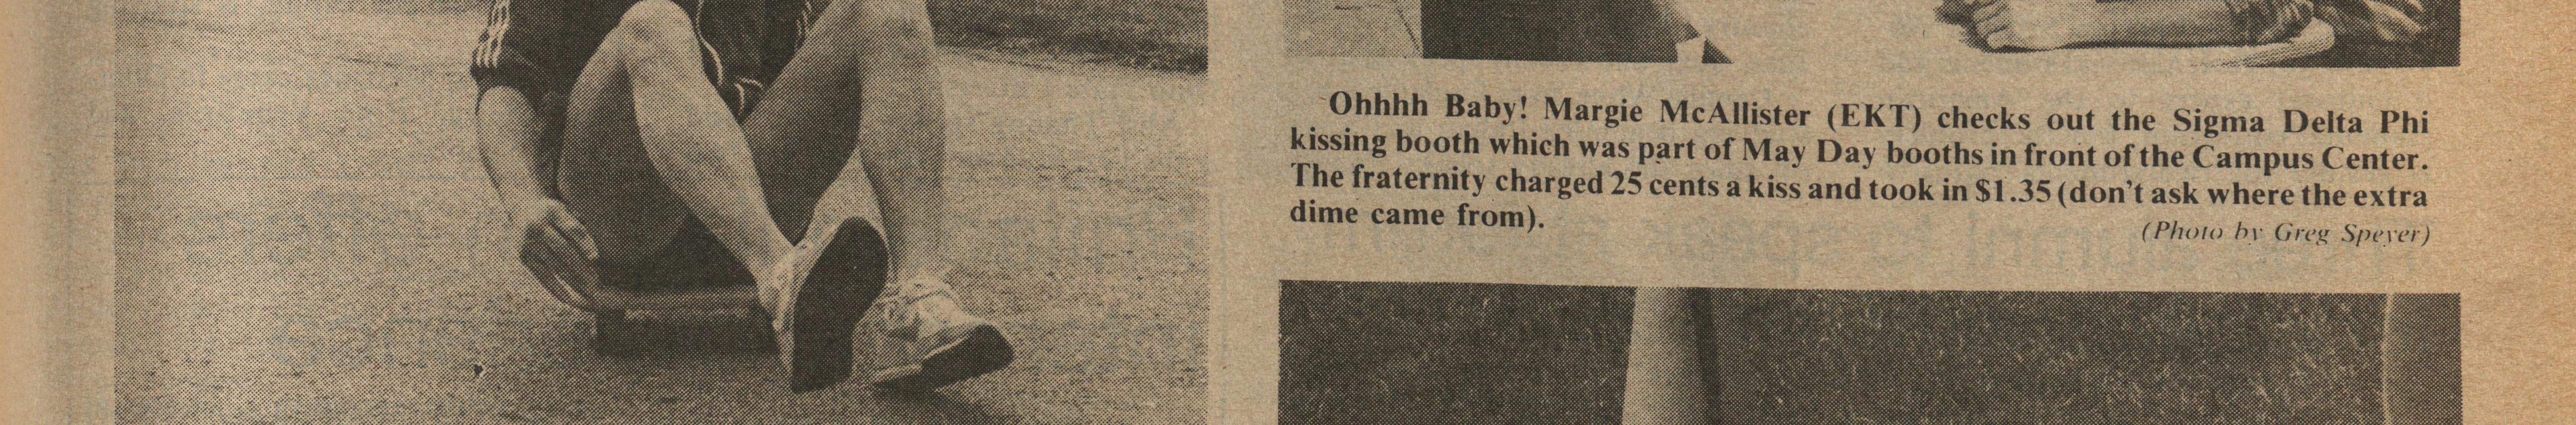 Ohhhh Baby! Margie McAllister (EKT) checks out the Sigma Delta Phi
kissing booth which was part of May Day booths in front of the Campus Center.
The fraternity charged 25 cents a kiss and took in $1.35 (don't ask where the extra
dime came from).
(Photo by Greg Speyer)